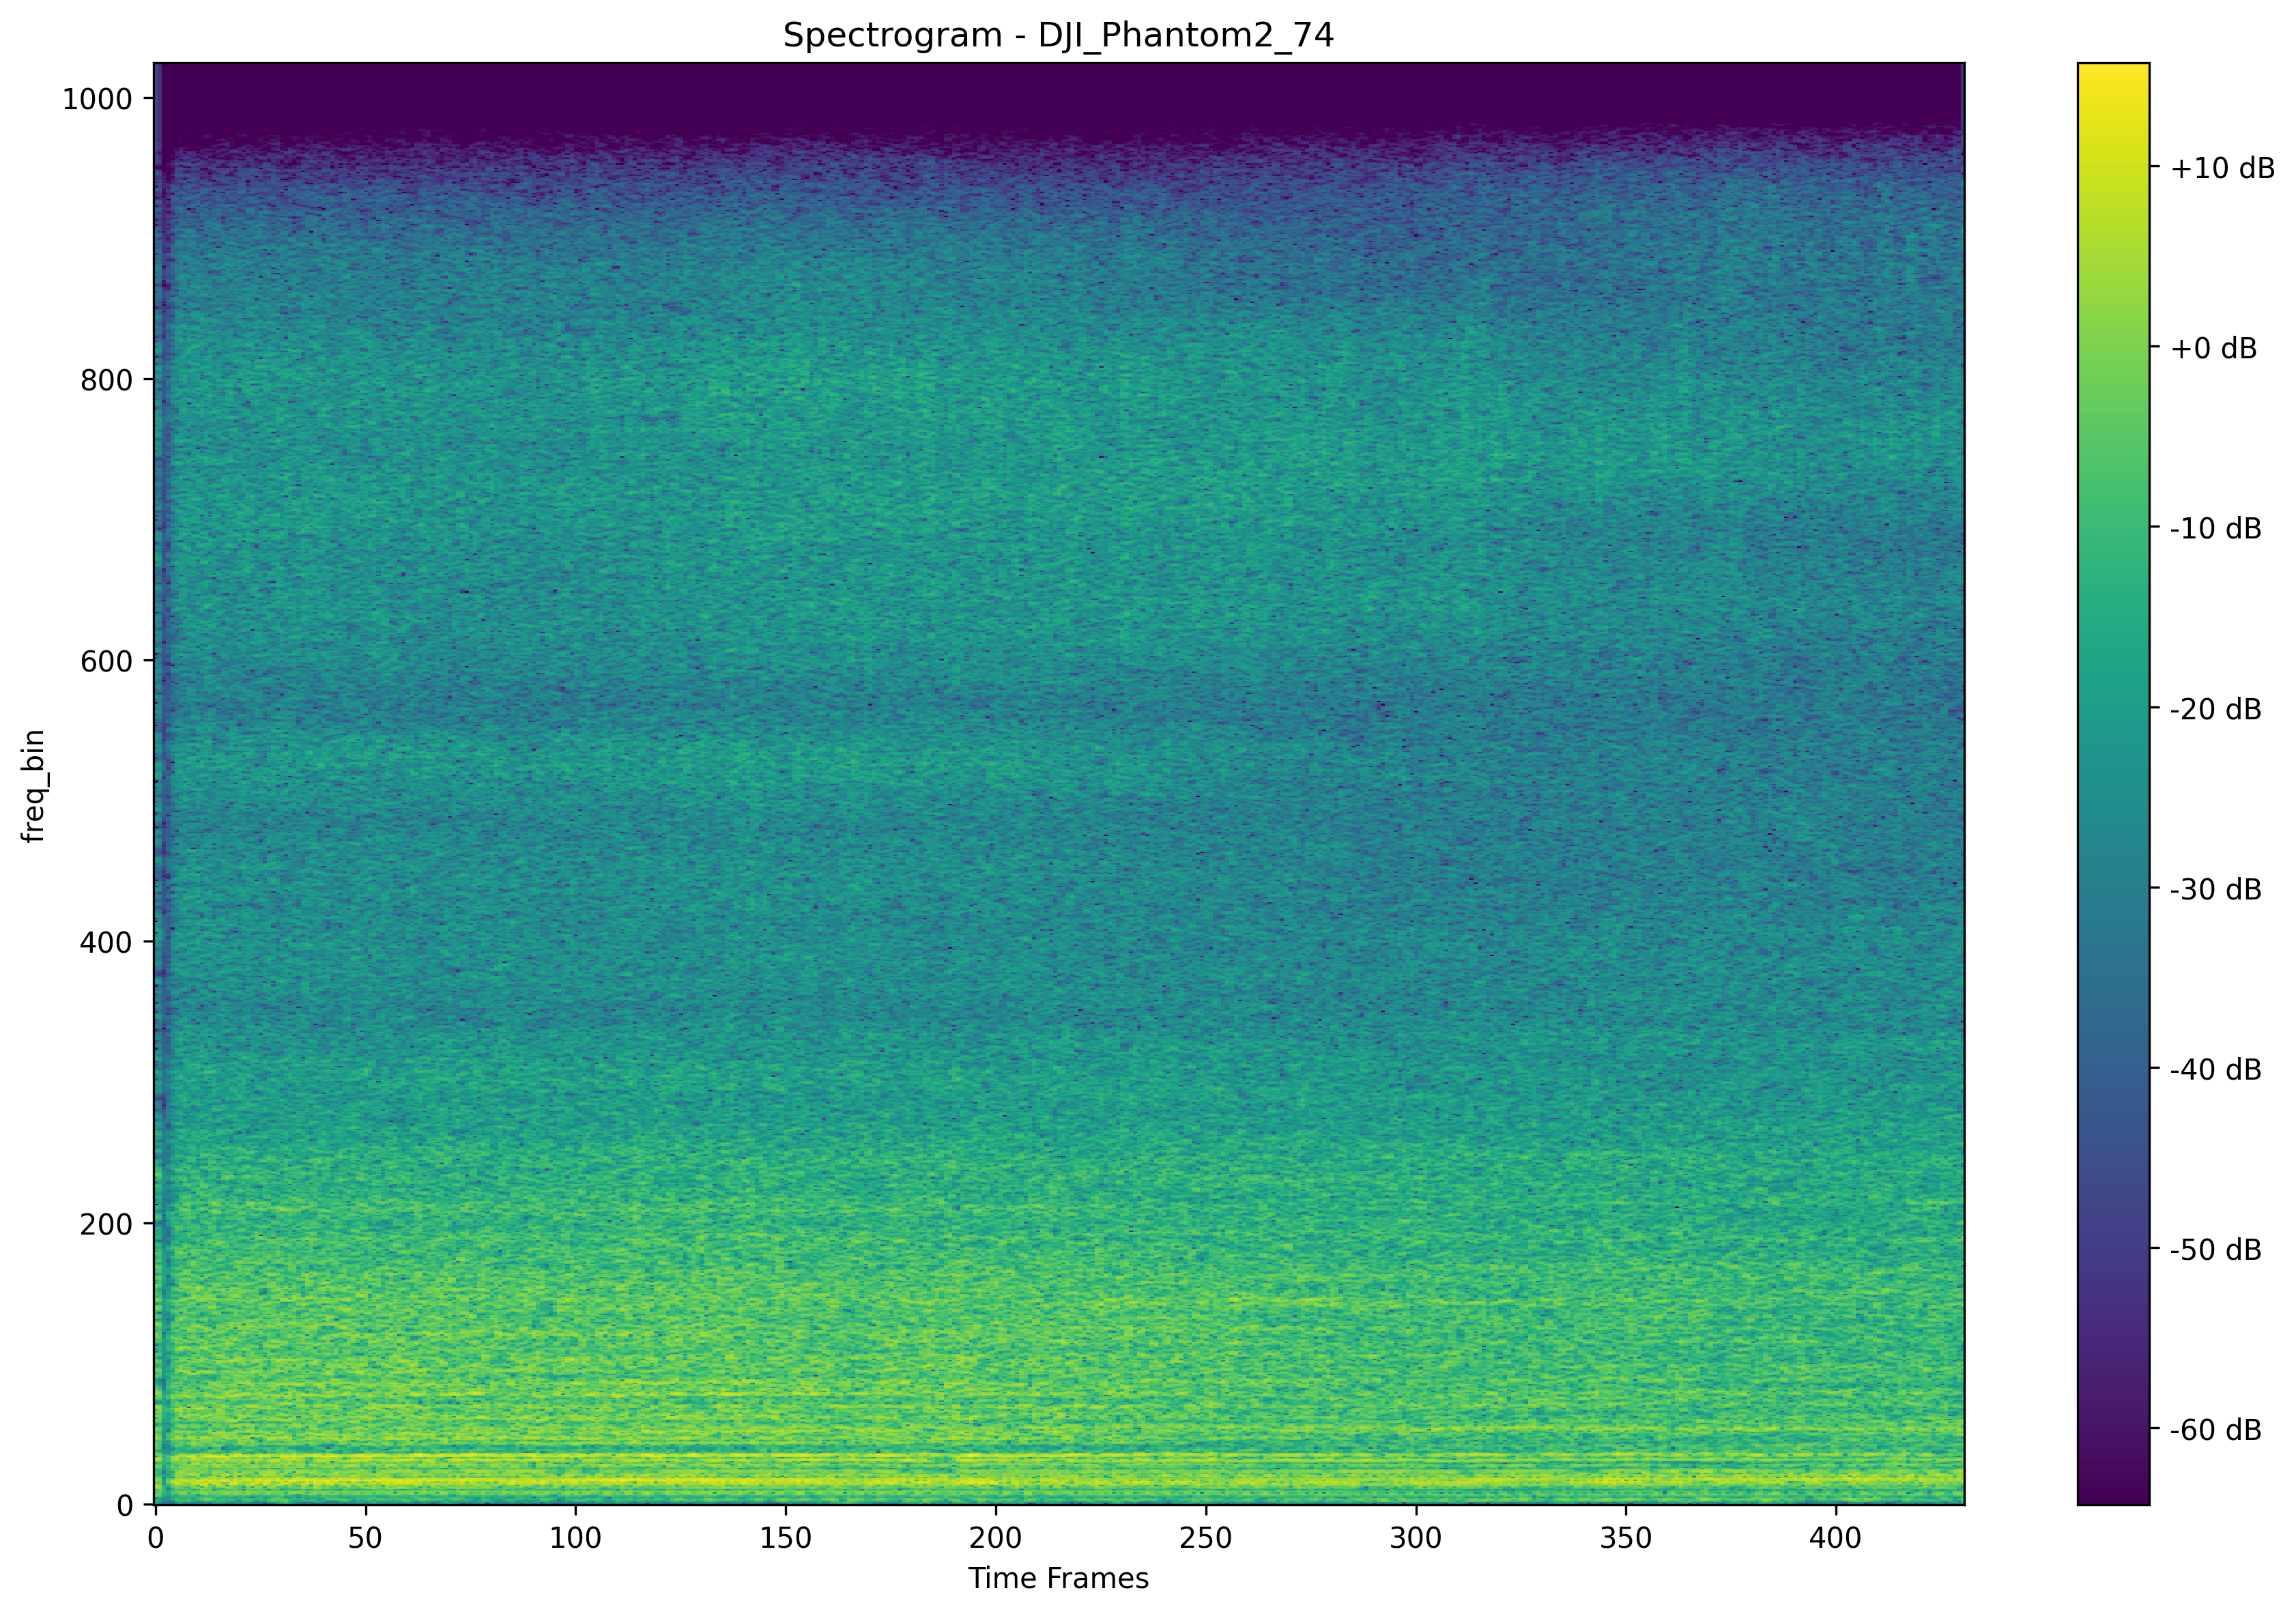 Spectrogram - DJI_Phantom2_74
1000
800
600
400
200
0
freq_bin
0 50 100 150 200 250 300 350 400
Time Frames
+10 dB
+0 dB
-10 dB
-20 dB
-30 dB
-40 dB
-50 dB
-60 dB